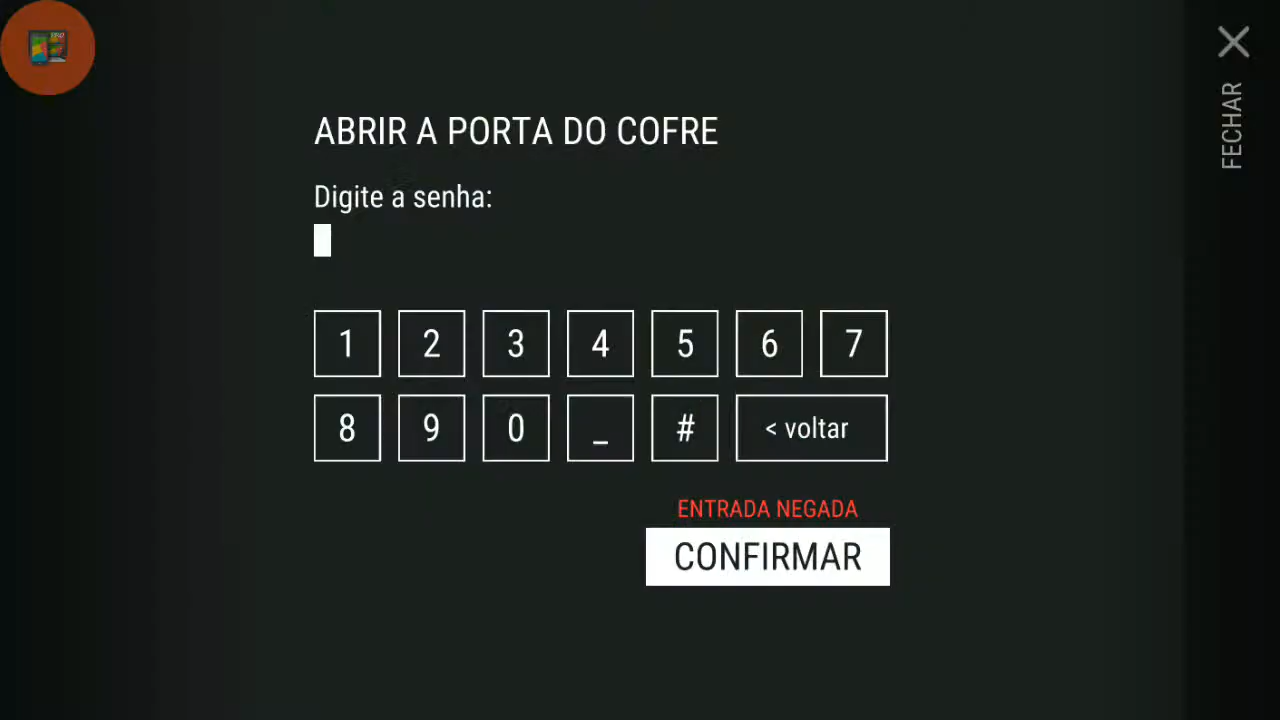 ABRIR A PORTA DO COFRE
FECHAR
Digite a senha:
1 2 3 4 5 6 7
8 9 0 _ # < voltar
ENTRADA NEGADA
CONFIRMAR